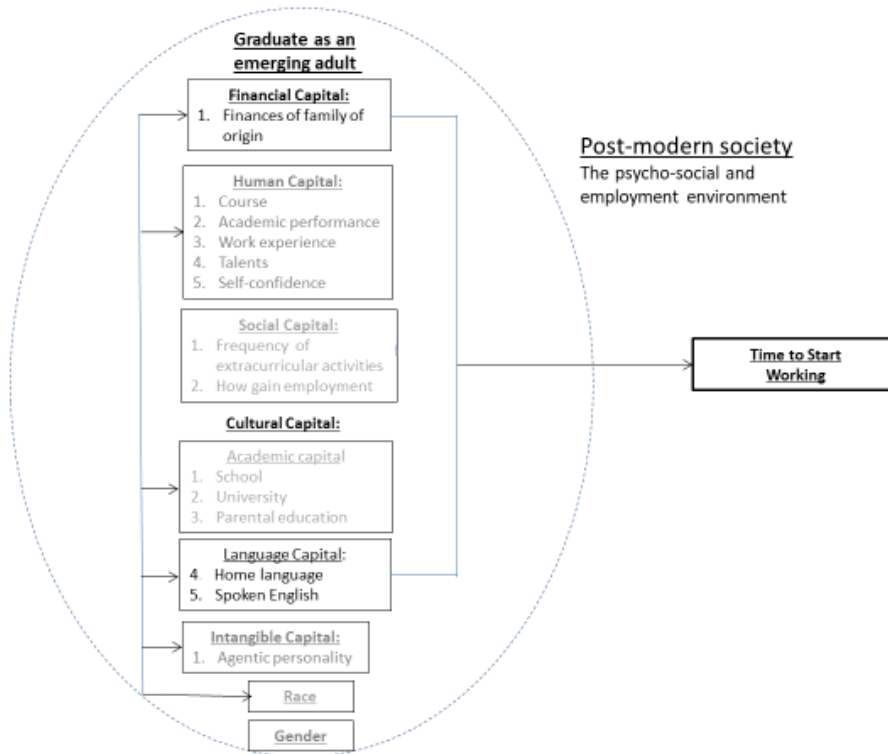 Graduate as an
emerging adult
Financial Capital:
1. Finances of family of
origin
Human Capital:
1. Course
2. Academic performance
3. Work experience
4. Talents
5. Self-confidence
Social Capital:
1. Frequency of
extracurricular activities
2. How gain employment
Cultural Capital:
Academic capital
1. School
2. University
3. Parental education
Language Capital:
4. Home language
5. Spoken English
Intangible Capital:
1. Agentic personality
Race
Gender
Post-modern society
The psycho-social and
employment environment
Time to Start
Working